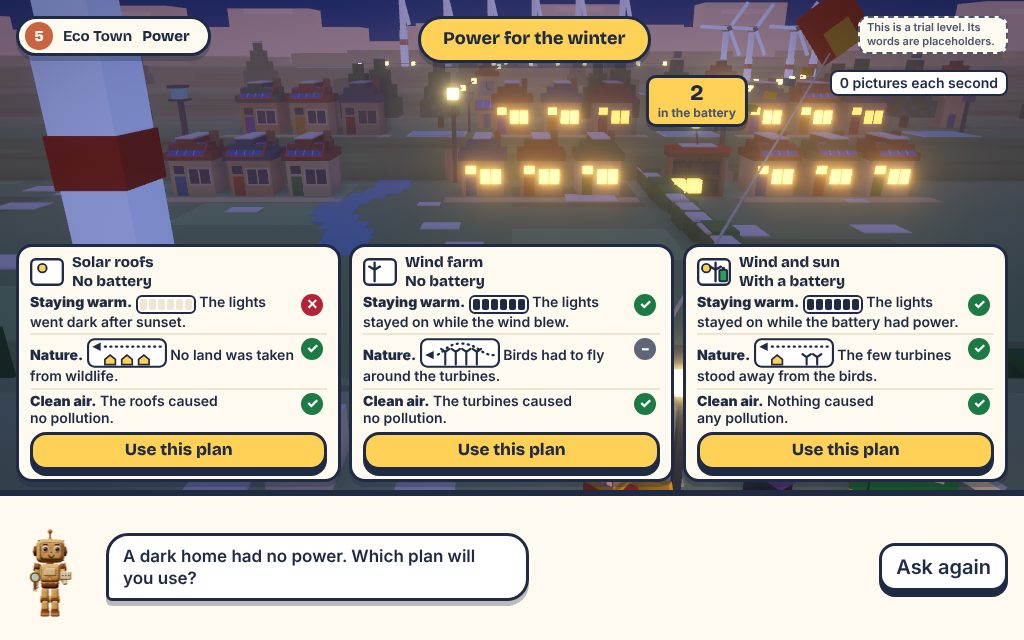 5 Eco Town Power
Power for the winter
This is a trial level. Its
words are placeholders.
0 pictures each second
2
in the battery
Solar roofs
No battery
Staying warm. The lights
went dark after sunset.
Nature. No land was taken
from wildlife.
Clean air. The roofs caused
no pollution.
Use this plan
Wind farm
No battery
Staying warm. The lights
stayed on while the wind blew.
Nature. Birds had to fly
around the turbines.
Clean air. The turbines caused
no pollution.
Use this plan
Wind and sun
With a battery
Staying warm. The lights
stayed on while the battery had power.
Nature. The few turbines
stood away from the birds.
Clean air. Nothing caused
any pollution.
Use this plan
A dark home had no power. Which plan will
you use?
Ask again